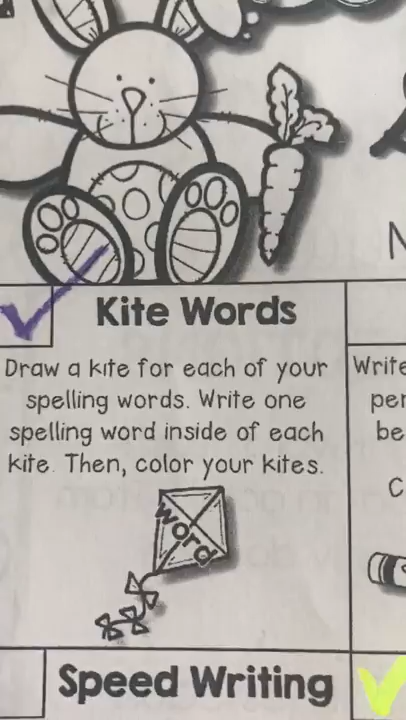 Kite Words
Draw a kite for each of your
spelling words. Write one
spelling word inside of each
kite. Then, color your kites.
word
Write
per
be
C
Speed Writing